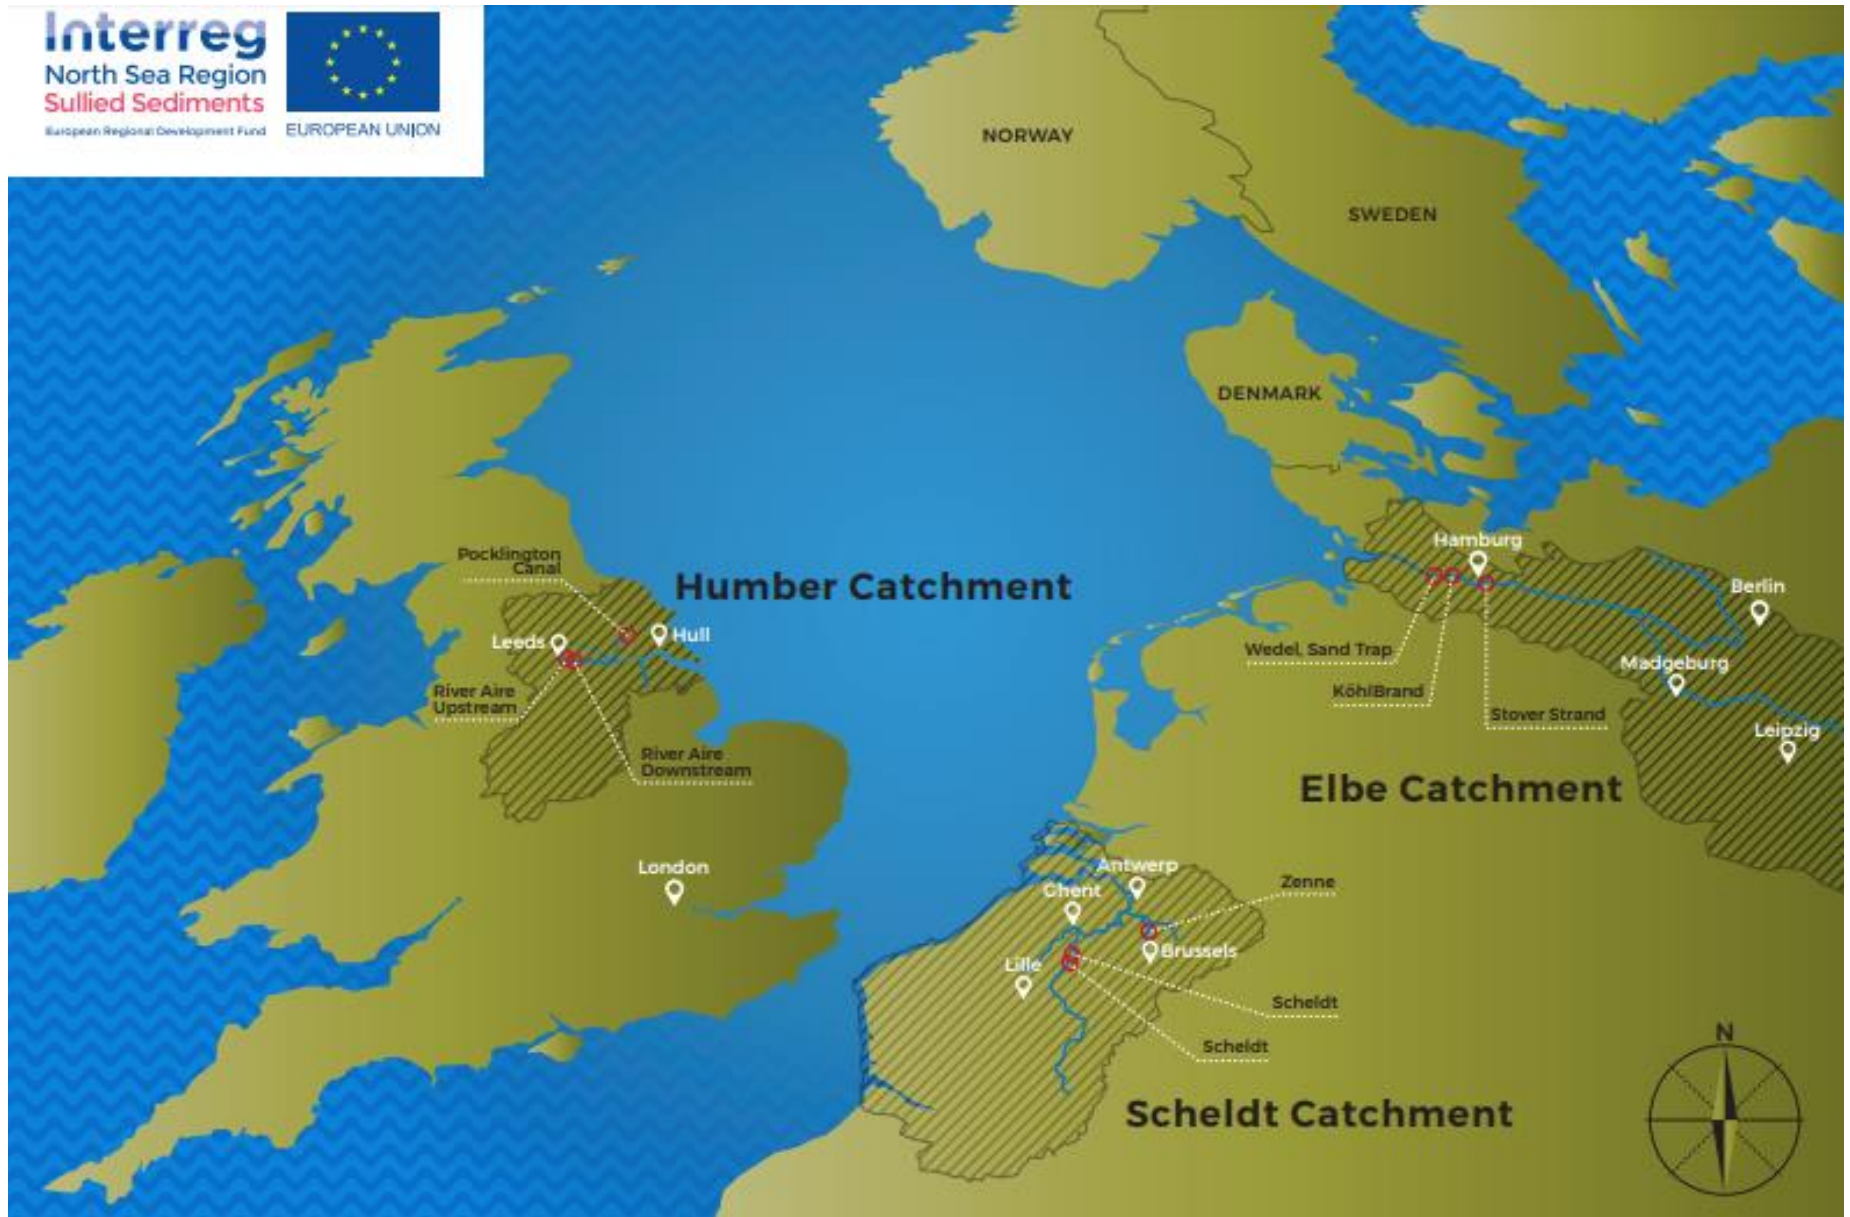 Interreg
North Sea Region
Sullied Sediments
European Regional Development Fund
EUROPEAN UNION
NORWAY
SWEDEN
DENMARK
Pocklington
Canal
Humber Catchment
Leeds
Hull
River Aire
Upstream
River Aire
Downstream
London
Hamburg
Berlin
Wedel, Sand Trap
KöhlBrand
Stover Strand
Madgeburg
Leipzig
Elbe Catchment
Antwerp
Ghent
Zenne
Brussels
Lille
Scheldt
Scheldt
Scheldt Catchment
N